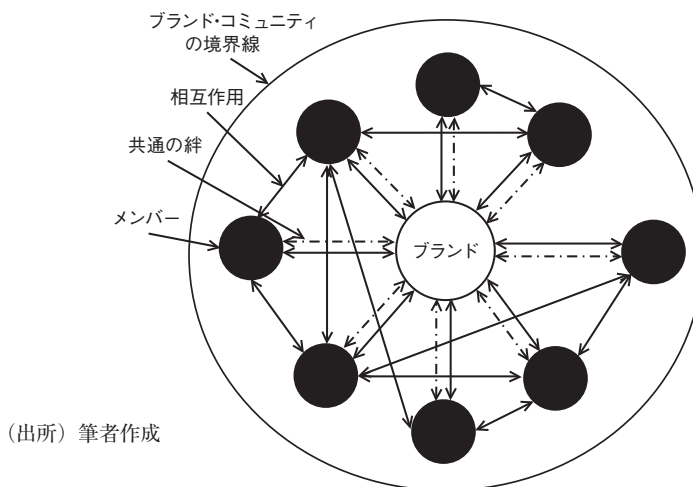 ブランド・コミュニティ
の境界線
相互作用
共通の絆
メンバー
ブランド
（出所）筆者作成